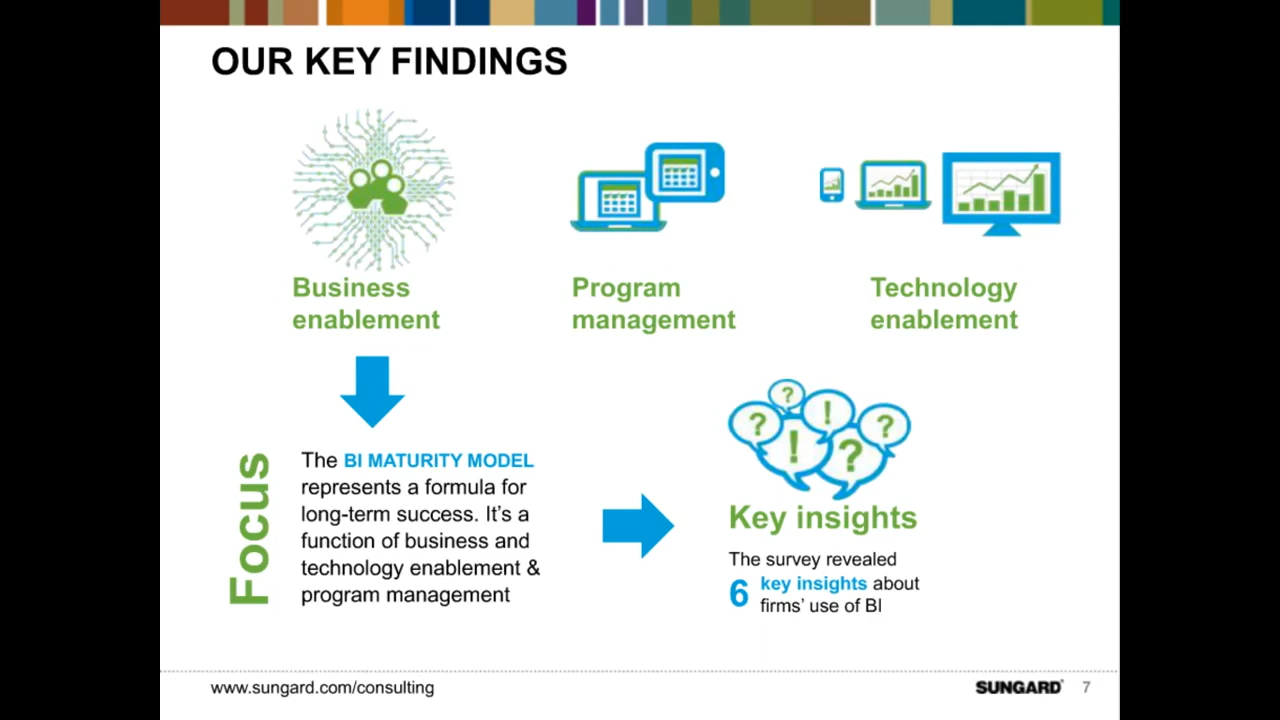 OUR KEY FINDINGS
Business
enablement
Program
management
Technology
enablement
Focus
The BI MATURITY MODEL
represents a formula for
long-term success. It’s a
function of business and
technology enablement &
program management
? ! ? ! ? ?
Key insights
The survey revealed
6 key insights about
firms’ use of BI
www.sungard.com/consulting
SUNGARD®
7